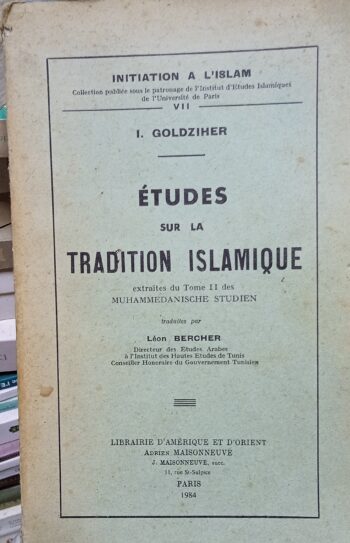 INITIATION A L'ISLAM
Collection publiée sous le patronage de l'Institut d'Etudes Islamiques
de l'Université de Paris
VII
I. GOLDZIHER
ÉTUDES
SUR LA
TRADITION ISLAMIQUE
extraites du Tome II des
MUHAMMEDANISCHE STUDIEN
traduites par
Léon BERCHER
Directeur des Etudes Arabes
à l'Institut des Hautes Etudes de Tunis
Conseiller Honoraire du Gouvernement Tunisien
LIBRAIRIE D'AMÉRIQUE ET D'ORIENT
ADRIEN MAISONNEUVE
J. MAISONNEUVE, succ.
11, rue St-Sulpice
PARIS
1984